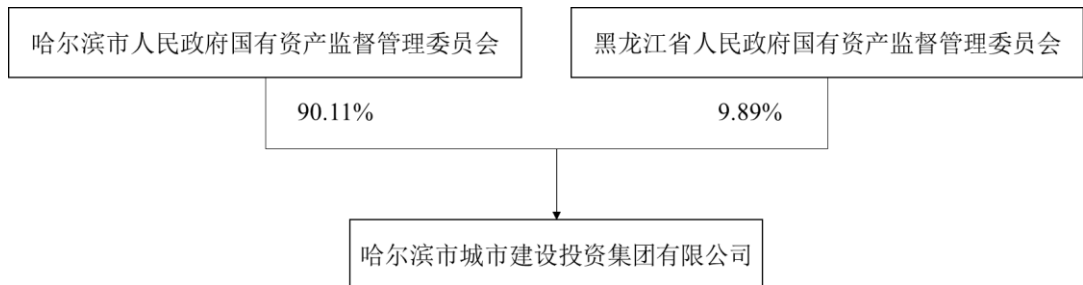 哈尔滨市人民政府国有资产监督管理委员会
黑龙江省人民政府国有资产监督管理委员会
90.11%
9.89%
哈尔滨市城市建设投资集团有限公司